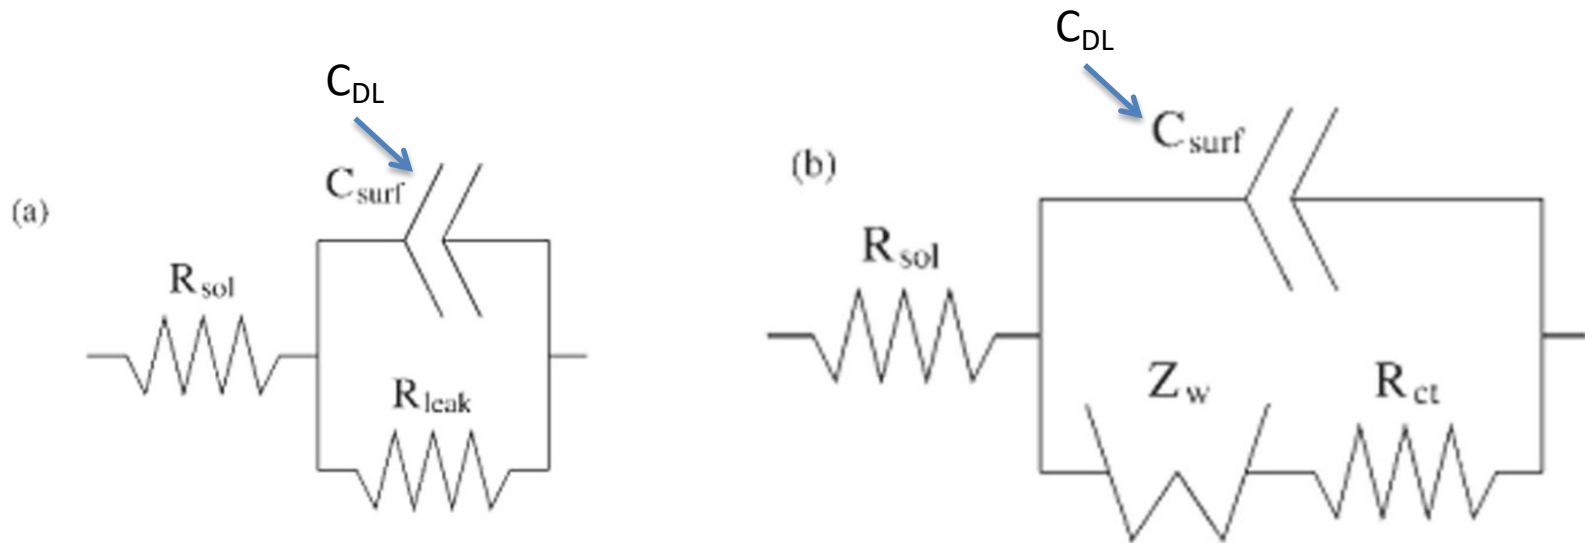 C_DL
C_surf
(a)
R_sol
R_leak
C_DL
C_surf
(b)
R_sol
Z_w
R_ct